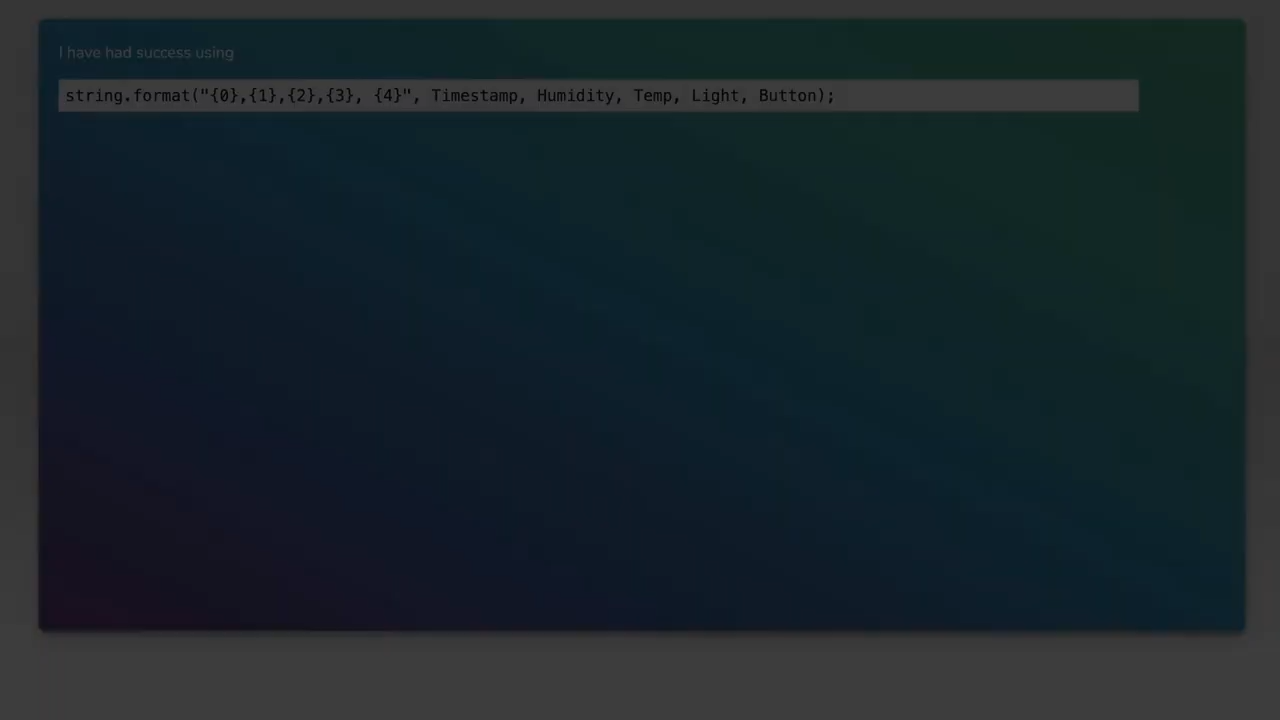 I have had success using
string.format("{0},{1},{2},{3}, {4}", Timestamp, Humidity, Temp, Light, Button);